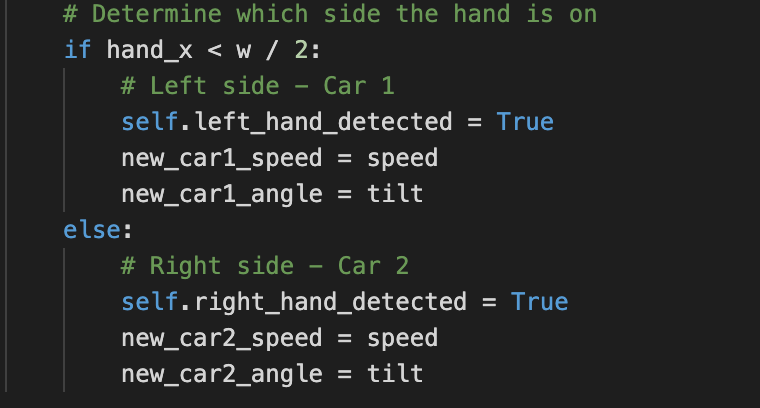 # Determine which side the hand is on
if hand_x < w / 2:
# Left side – Car 1
self.left_hand_detected = True
new_car1_speed = speed
new_car1_angle = tilt
else:
# Right side – Car 2
self.right_hand_detected = True
new_car2_speed = speed
new_car2_angle = tilt